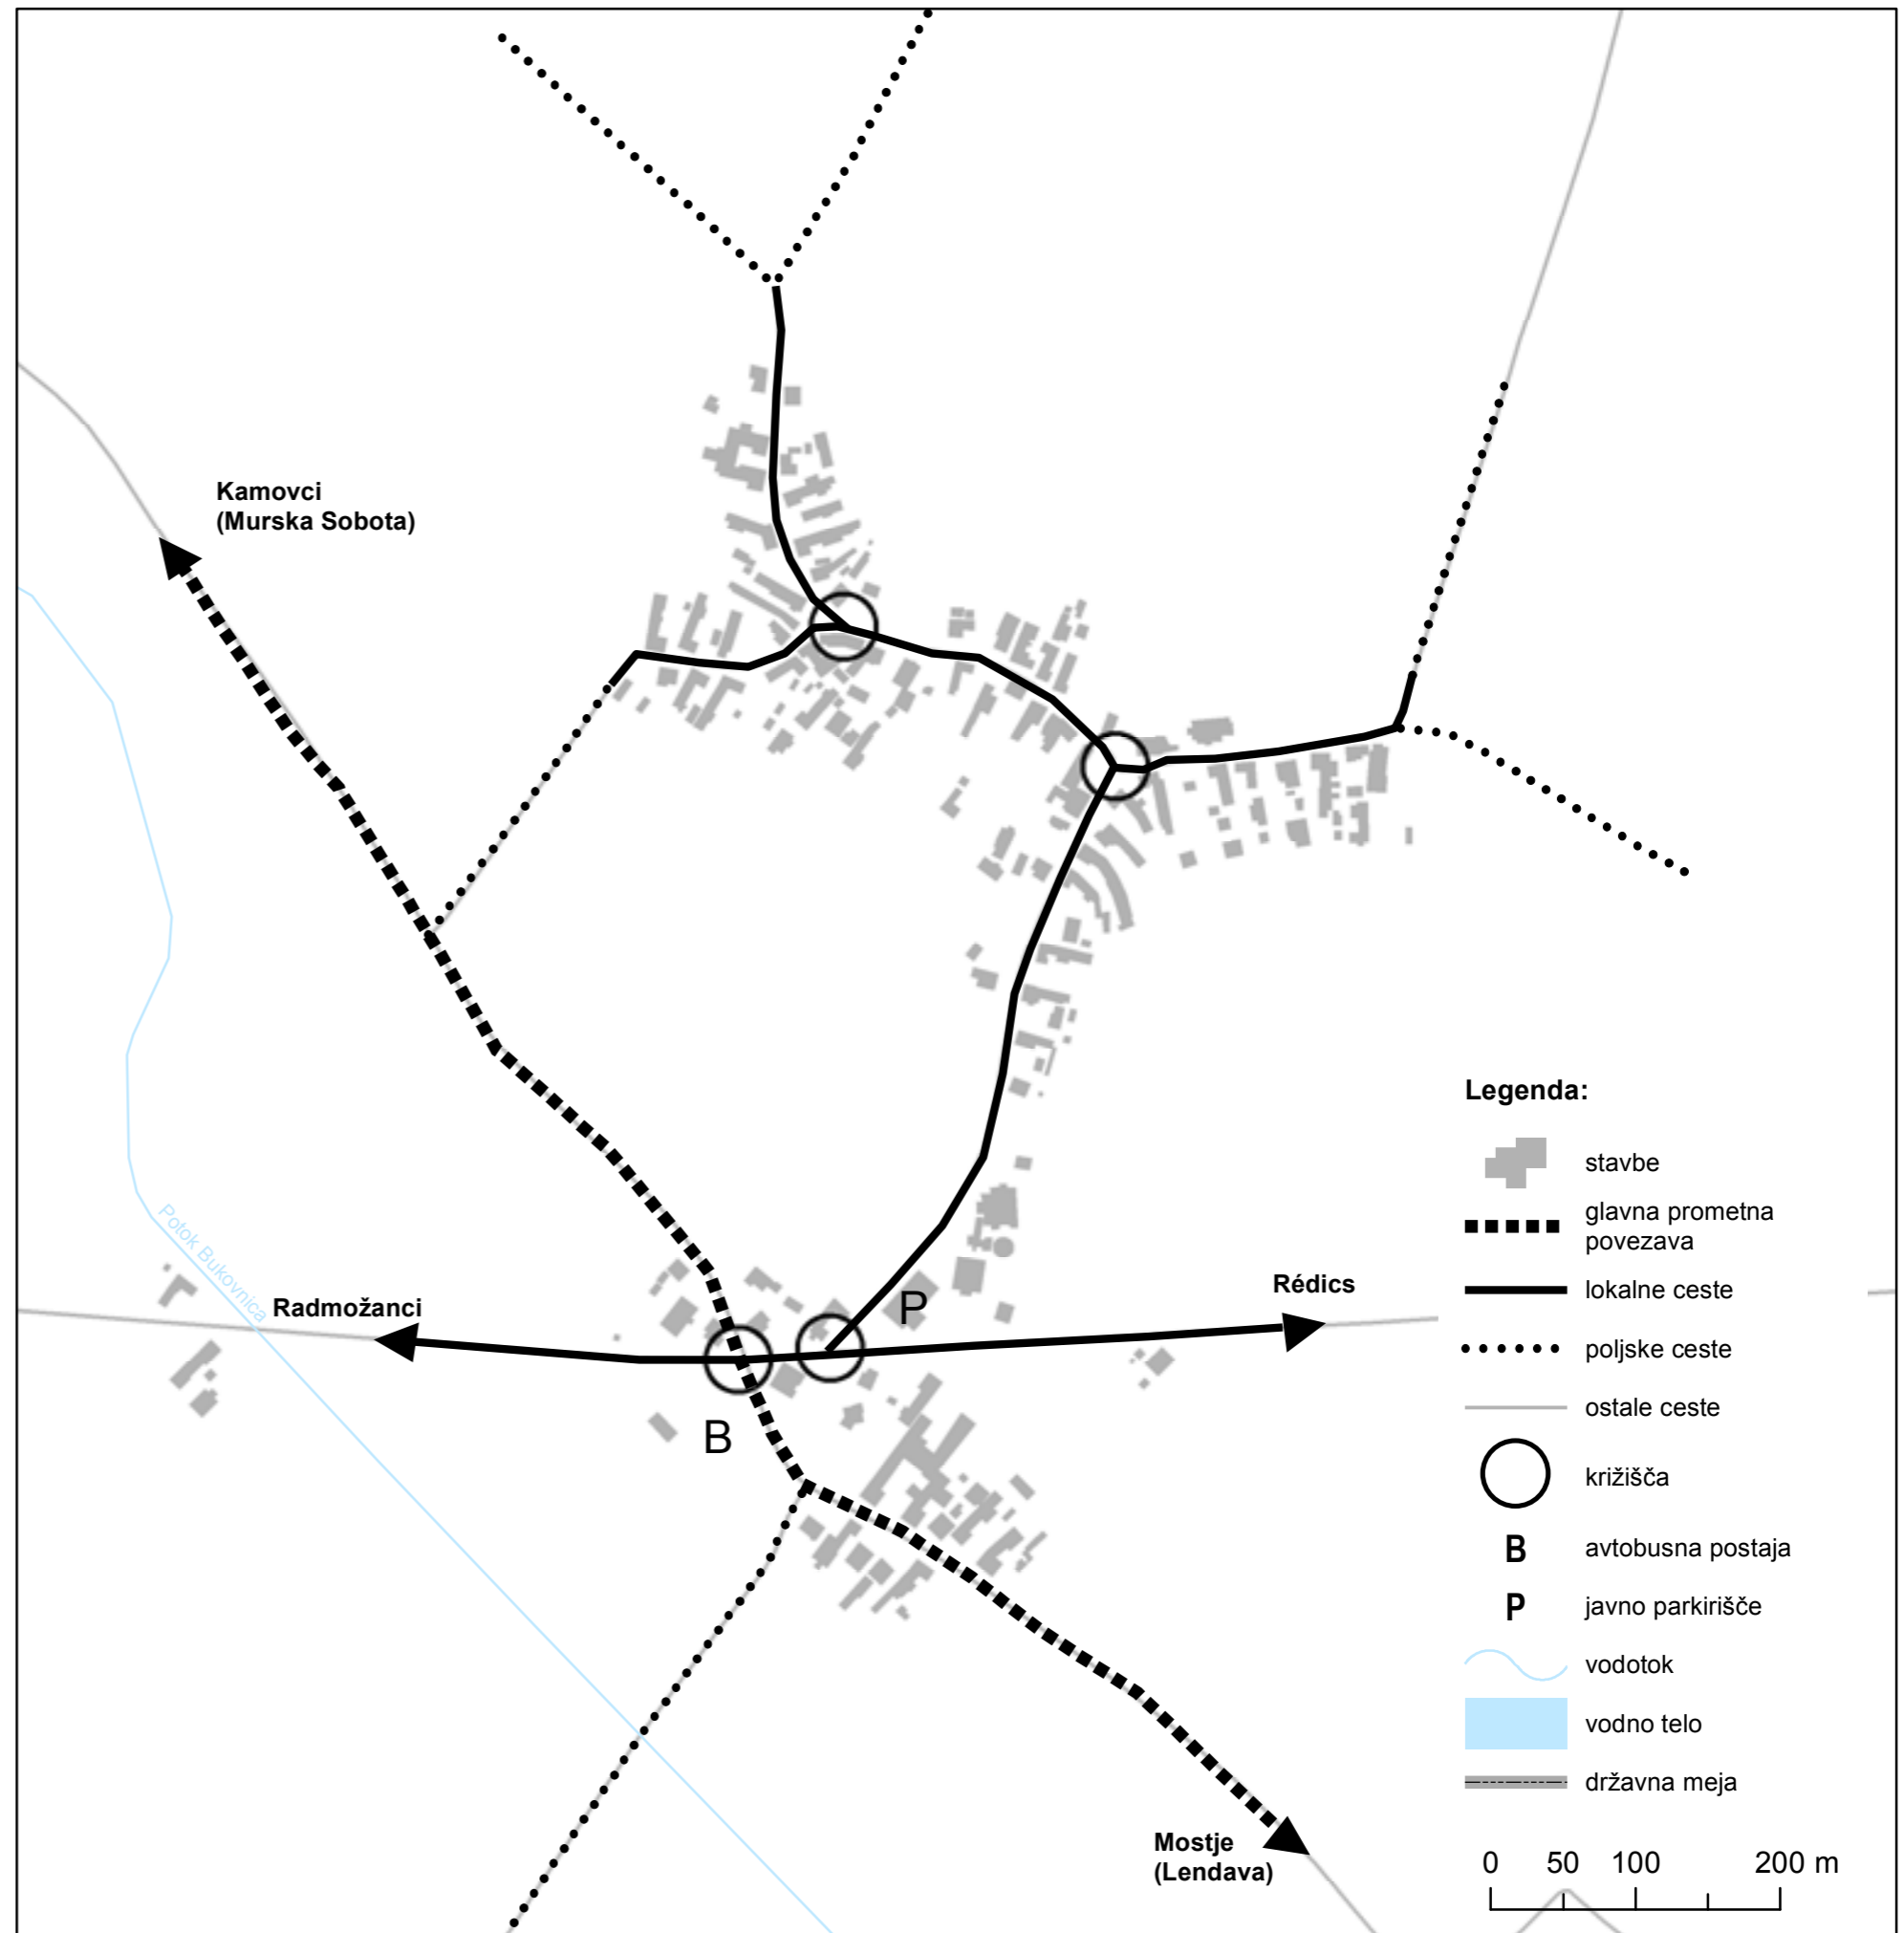 Kamovci
(Murska Sobota)
Potok Bukovnica
Radmožanci
Rédics
P
B
Mostje
(Lendava)
Legenda:
stavbe
glavna prometna
povezava
lokalne ceste
poljske ceste
ostale ceste
križišča
B avtobusna postaja
P javno parkirišče
vodotok
vodno telo
državna meja
0 50 100 200 m